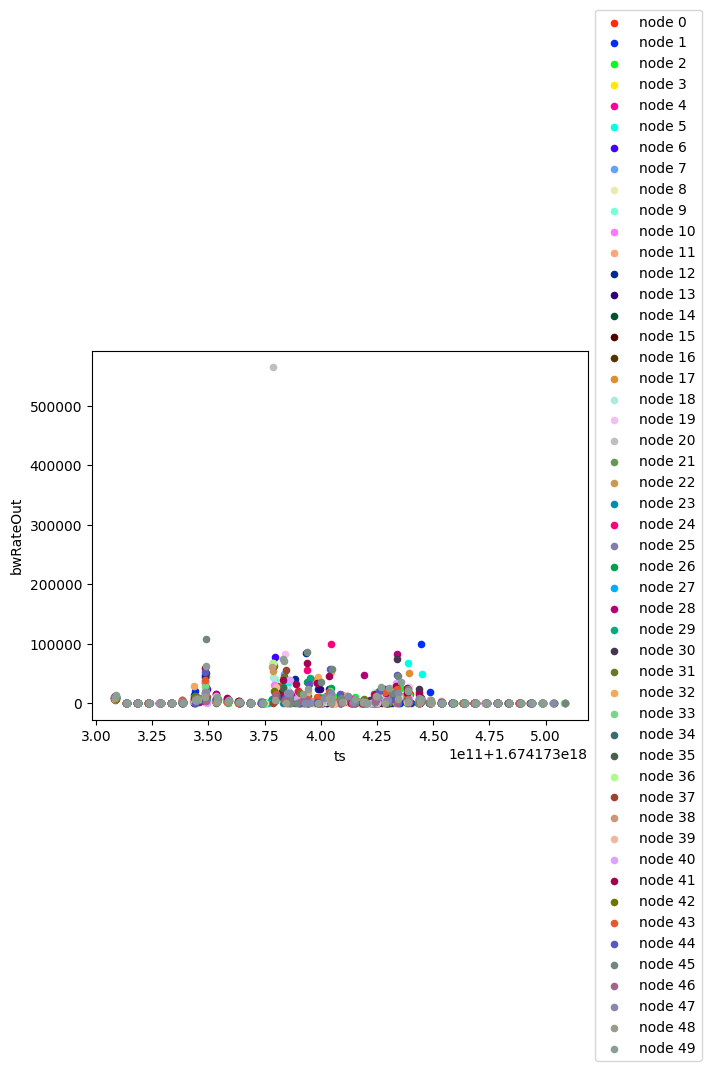 node 0
node 1
node 2
node 3
node 4
node 5
node 6
node 7
node 8
node 9
node 10
node 11
node 12
node 13
node 14
node 15
node 16
node 17
node 18
node 19
node 20
node 21
node 22
node 23
node 24
node 25
node 26
node 27
node 28
node 29
node 30
node 31
node 32
node 33
node 34
node 35
node 36
node 37
node 38
node 39
node 40
node 41
node 42
node 43
node 44
node 45
node 46
node 47
node 48
node 49
bwRateOut
500000
400000
300000
200000
100000
0
3.00 3.25 3.50 3.75 4.00 4.25 4.50 4.75 5.00
ts
1e11+1.674173e18